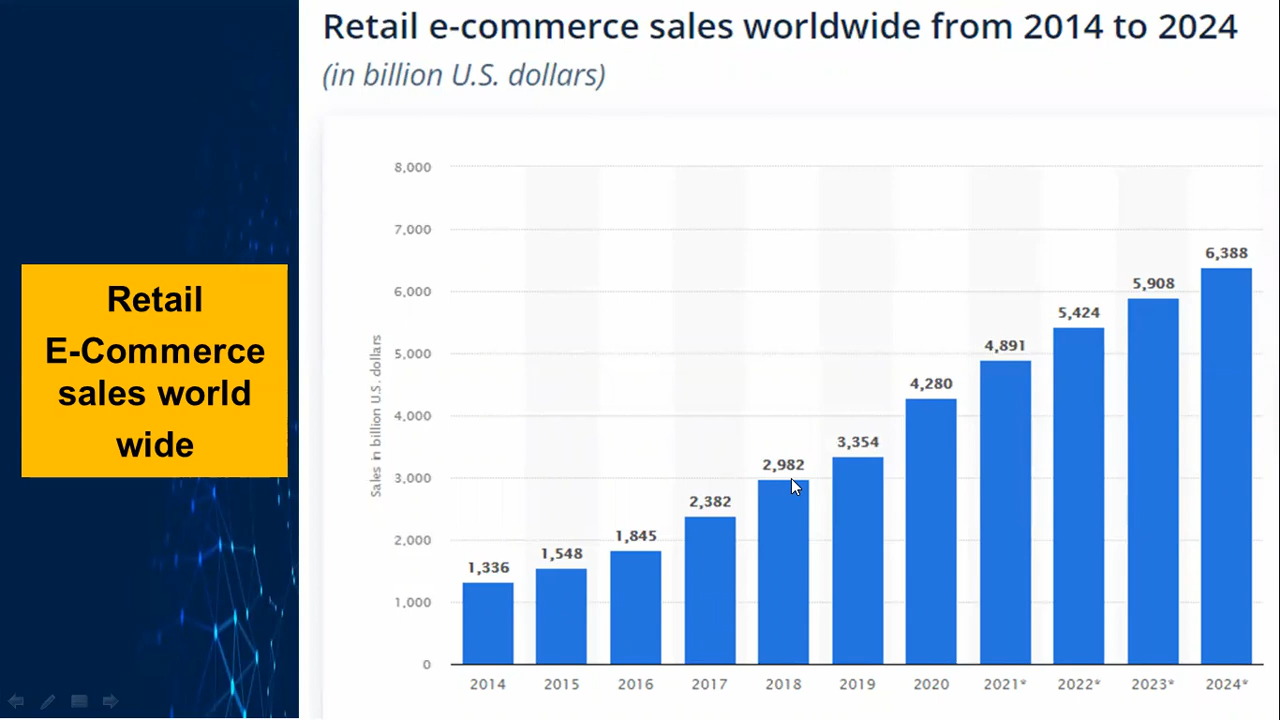 Retail e-commerce sales worldwide from 2014 to 2024
(in billion U.S. dollars)
Retail
E-Commerce
sales world
wide
Sales in billion U.S. dollars
8,000
7,000
6,000
5,000
4,000
3,000
2,000
1,000
0
1,336
1,548
1,845
2,382
2,982
3,354
4,280
4,891
5,424
5,908
6,388
2014 2015 2016 2017 2018 2019 2020 2021* 2022* 2023* 2024*